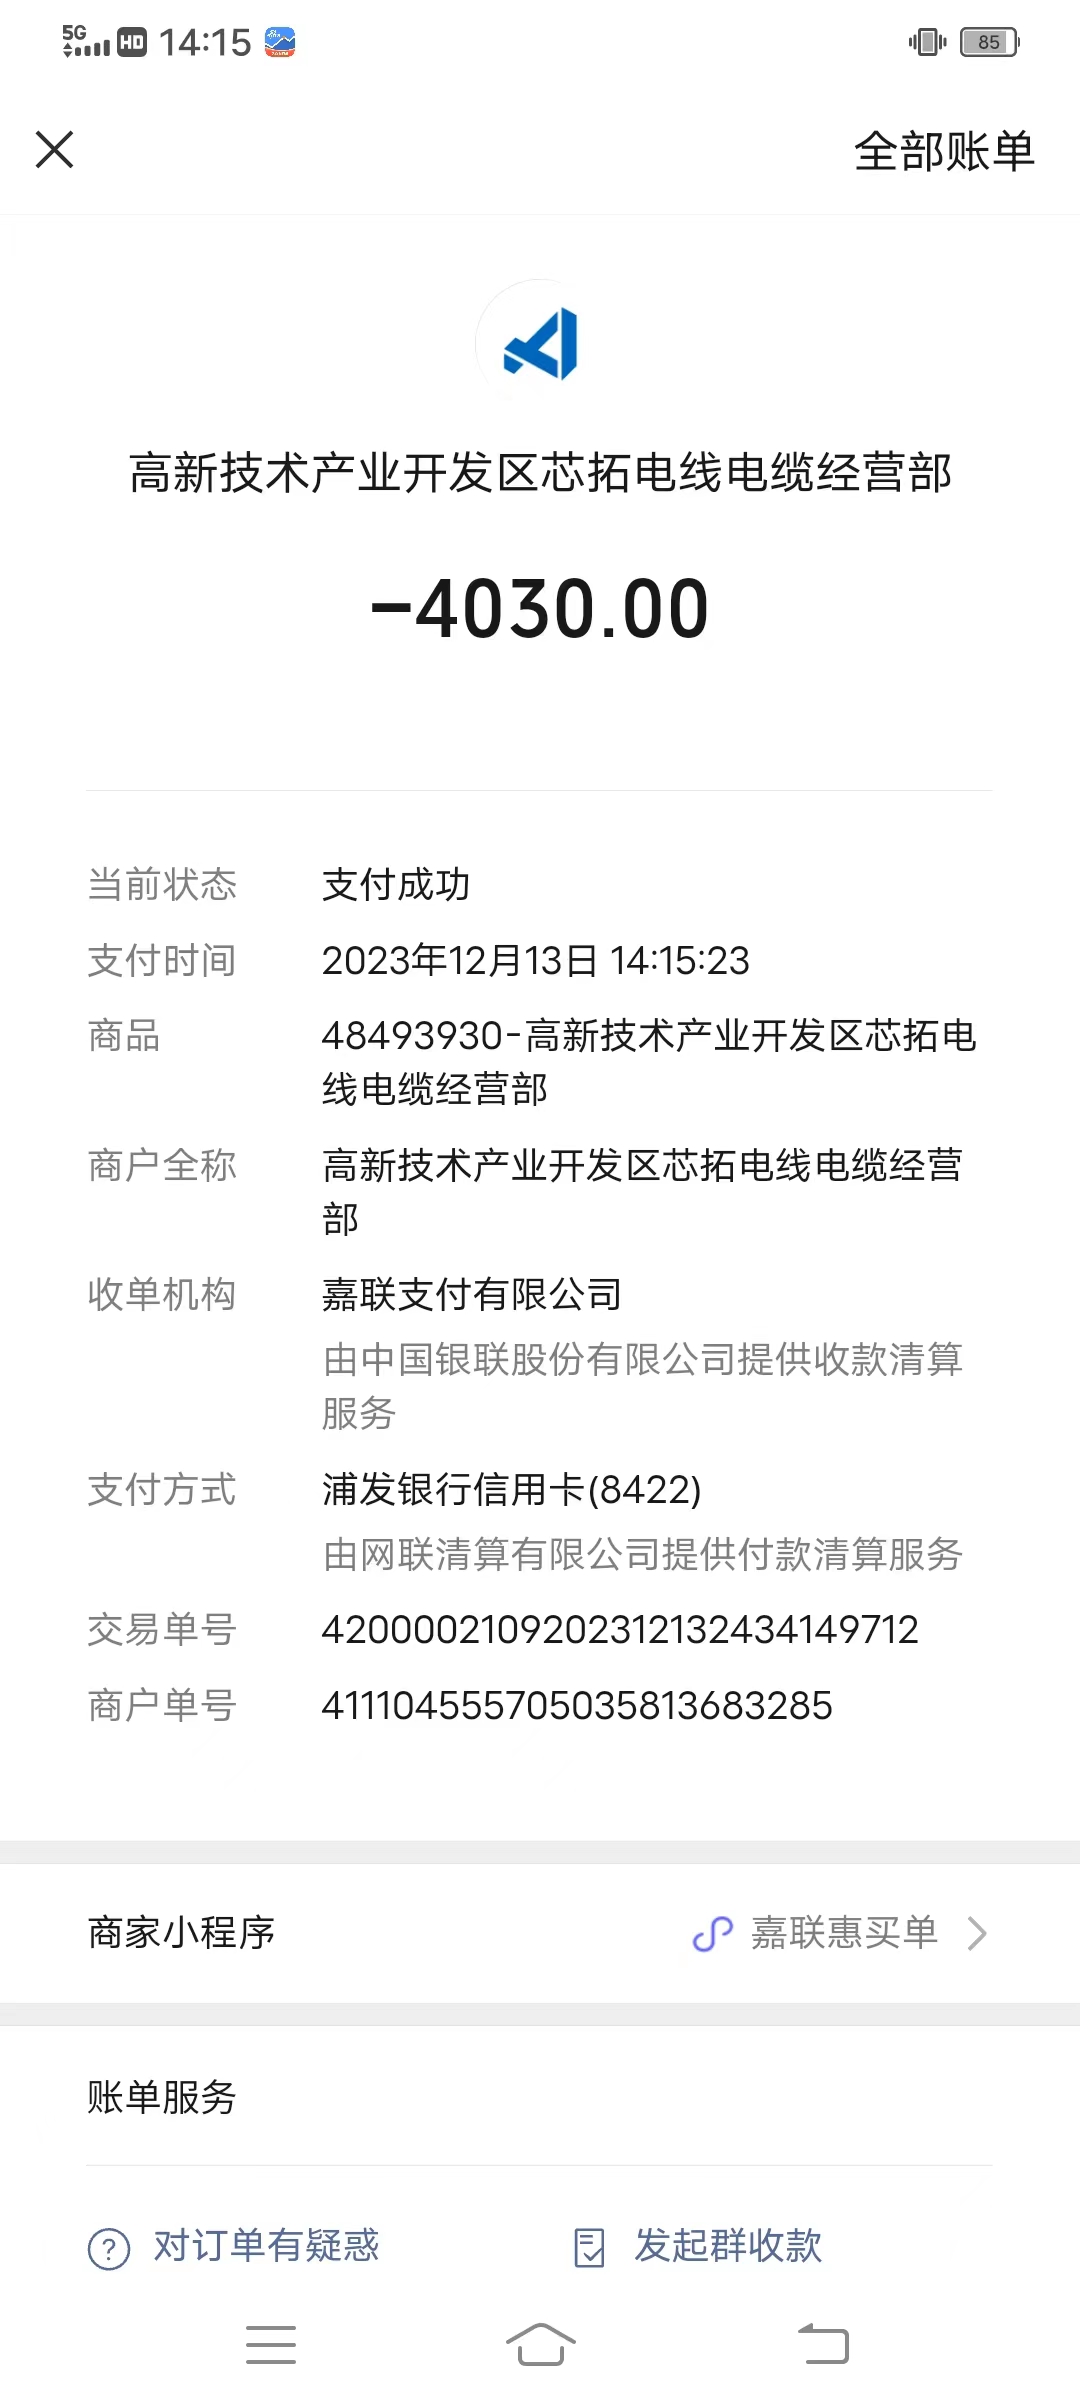 5G HD 14:15 85
全部账单
高新技术产业开发区芯拓电线电缆经营部
-4030.00
当前状态 支付成功
支付时间 2023年12月13日 14:15:23
商品 48493930-高新技术产业开发区芯拓电
线电缆经营部
商户全称 高新技术产业开发区芯拓电线电缆经营
部
收单机构 嘉联支付有限公司
由中国银联股份有限公司提供收款清算
服务
支付方式 浦发银行信用卡(8422)
由网联清算有限公司提供付款清算服务
交易单号 4200002109202312132434149712
商户单号 411104555705035813683285
商家小程序 嘉联惠买单
账单服务
对订单有疑惑 发起群收款